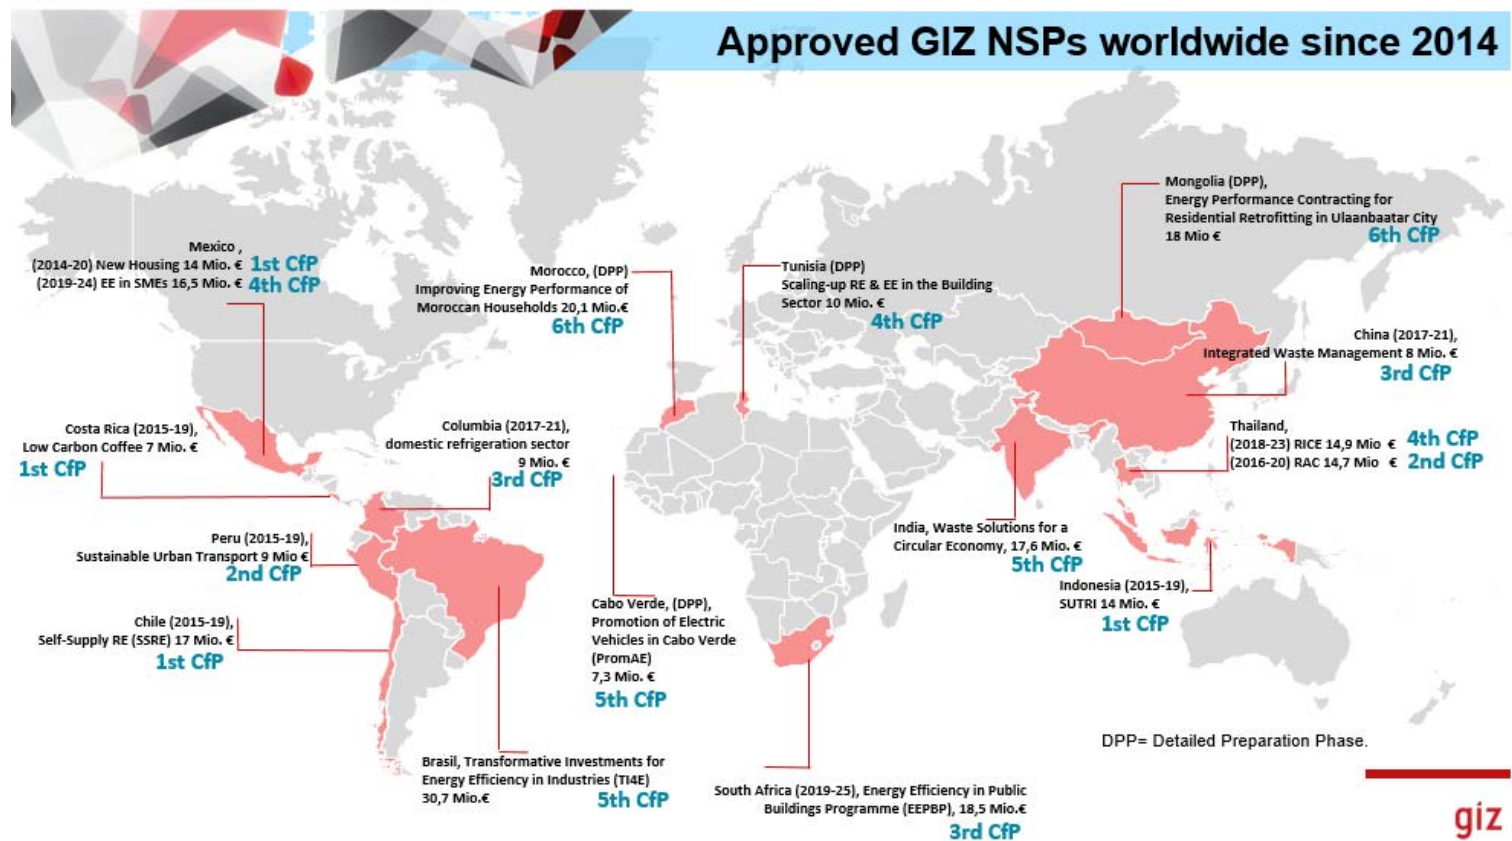 Approved GIZ NSPs worldwide since 2014
Mongolia (DPP),
Energy Performance Contracting for
Residential Retrofitting in Ulaanbaatar City
18 Mio €
6th CfP
Mexico ,
(2014-20) New Housing 14 Mio. € 1st CfP
(2019-24) EE in SMEs 16,5 Mio. € 4th CfP
Morocco, (DPP)
Improving Energy Performance of
Moroccan Households 20,1 Mio.€
6th CfP
Tunisia (DPP)
Scaling-up RE & EE in the Building
Sector 10 Mio. €
4th CfP
China (2017-21),
Integrated Waste Management 8 Mio. €
3rd CfP
Costa Rica (2015-19),
Low Carbon Coffee 7 Mio. €
1st CfP
Columbia (2017-21),
domestic refrigeration sector
9 Mio. €
3rd CfP
Thailand,
(2018-23) RICE 14,9 Mio € 4th CfP
(2016-20) RAC 14,7 Mio € 2nd CfP
Peru (2015-19),
Sustainable Urban Transport 9 Mio €
2nd CfP
India, Waste Solutions for a
Circular Economy, 17,6 Mio. €
5th CfP
Indonesia (2015-19),
SUTRI 14 Mio. €
1st CfP
Chile (2015-19),
Self-Supply RE (SSRE) 17 Mio. €
1st CfP
Cabo Verde, (DPP),
Promotion of Electric
Vehicles in Cabo Verde
(PromAE)
7,3 Mio. €
5th CfP
Brasil, Transformative Investments for
Energy Efficiency in Industries (TI4E)
30,7 Mio.€
5th CfP
South Africa (2019-25), Energy Efficiency in Public
Buildings Programme (EEPBP), 18,5 Mio.€
3rd CfP
DPP= Detailed Preparation Phase.
giz